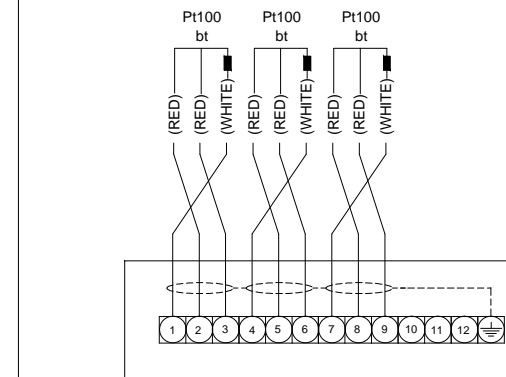 Pt100 Pt100 Pt100
bt bt bt
(RED) (RED) (WHITE) (RED) (RED) (WHITE) (RED) (RED) (WHITE)
1 2 3 4 5 6 7 8 9 10 11 12